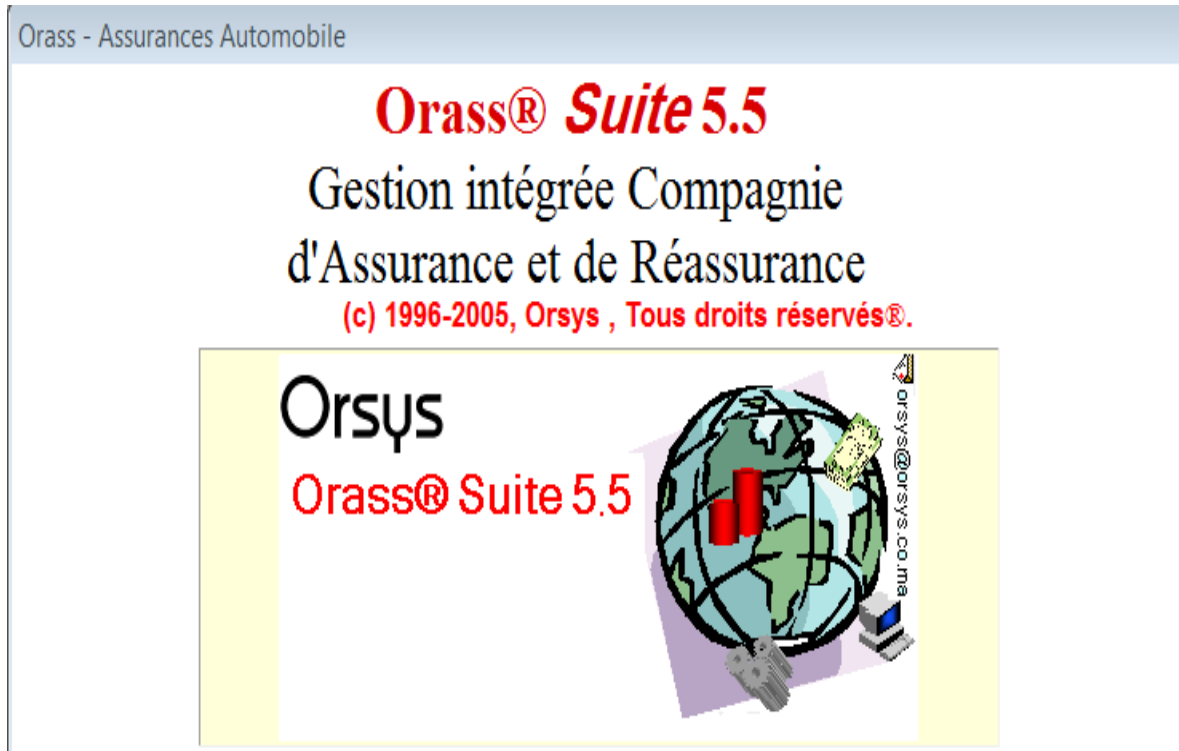 Orass - Assurances Automobile
Orass® Suite 5.5
Gestion intégrée Compagnie
d'Assurance et de Réassurance
(c) 1996-2005, Orsys , Tous droits réservés®.
Orsys
Orass® Suite 5.5
orsys@orsys.co.ma